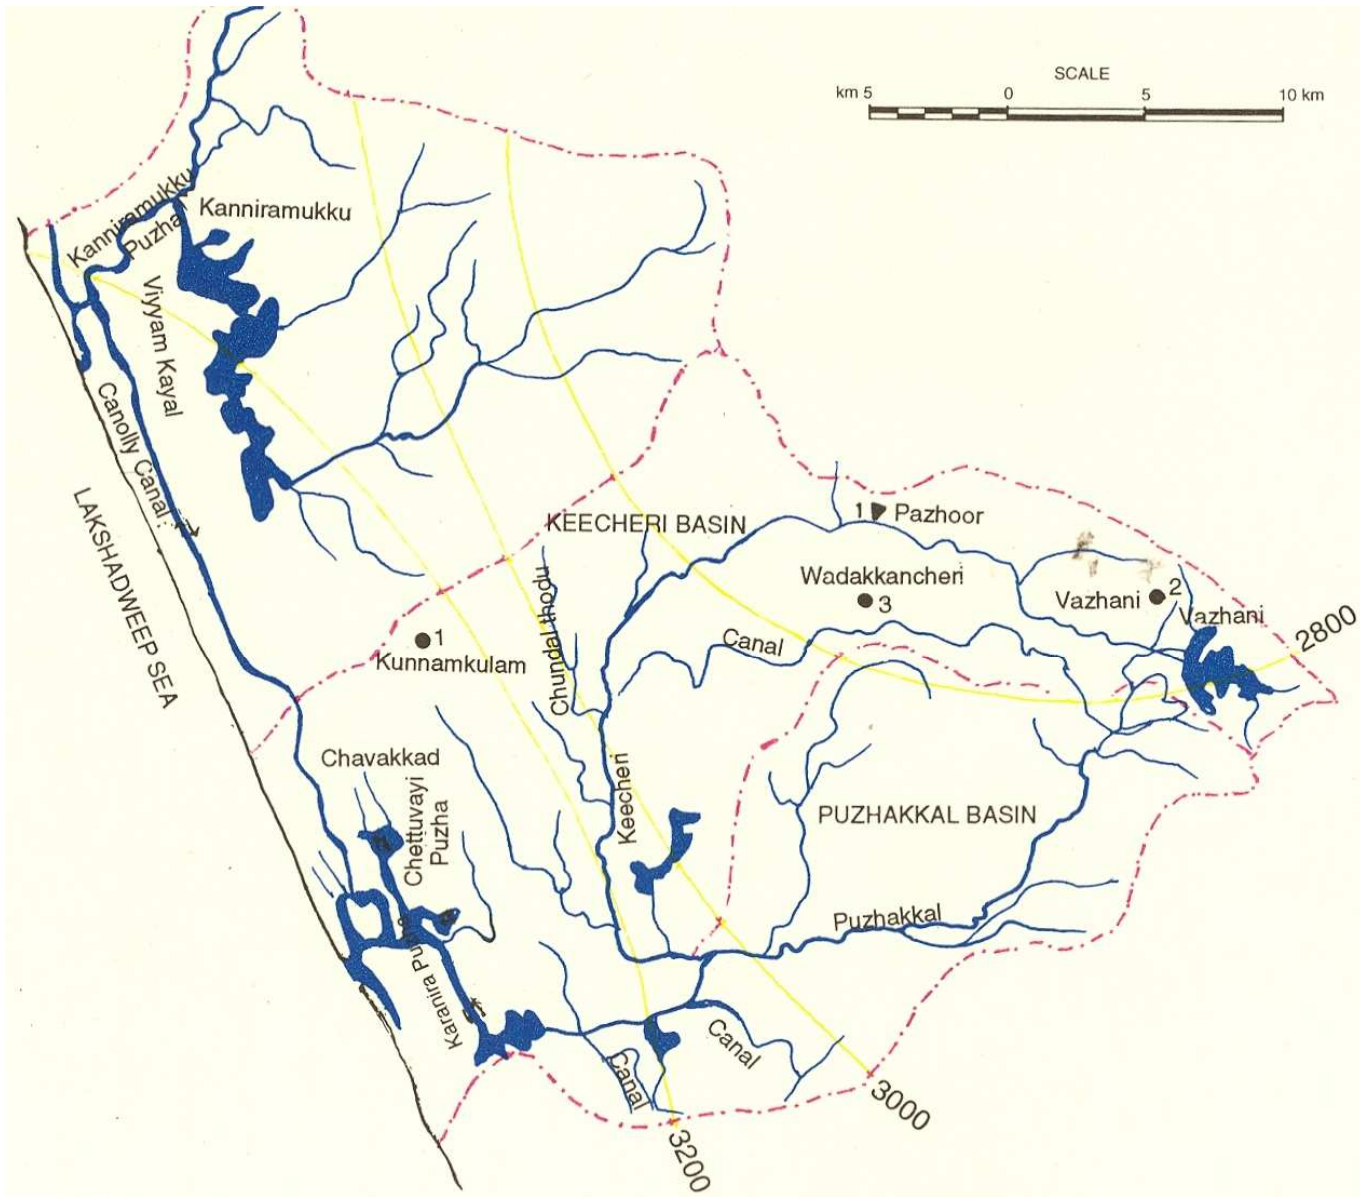 SCALE
km 5 0 5 10 km
Kanniramukku
Puzha
Kanniramukku
Viyyam Kayal
Canolly Canal
LAKSHADWEEP SEA
KEECHERI BASIN
1 Pazhoor
Wadakkancheri
3
Vazhani 2
Vazhani
2800
1
Kunnamkulam
Chundal thodu
Canal
Chavakkad
Chettuvayi
Puzha
Keecheri
PUZHAKKAL BASIN
Puzhakkal
Karanira Puzha
Canal
Canal
3000
3200